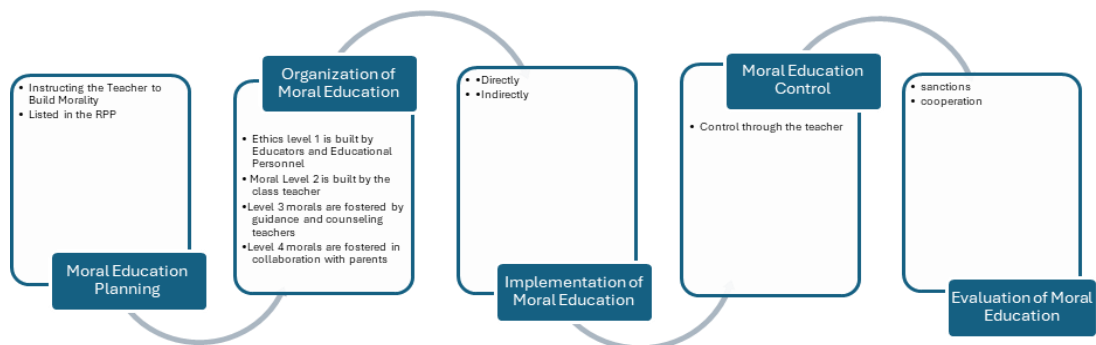 • Instructing the Teacher to
Build Morality
• Listed in the RPP
Moral Education
Planning
Organization of
Moral Education
• Ethics level 1 is built by
Educators and Educational
Personnel
• Moral Level 2 is built by the
class teacher
•Level 3 morals are fostered by
guidance and counseling
teachers
•Level 4 morals are fostered in
collaboration with parents
• •Directly
• •Indirectly
Implementation of
Moral Education
Moral Education
Control
• Control through the teacher
• sanctions
• cooperation
Evaluation of Moral
Education